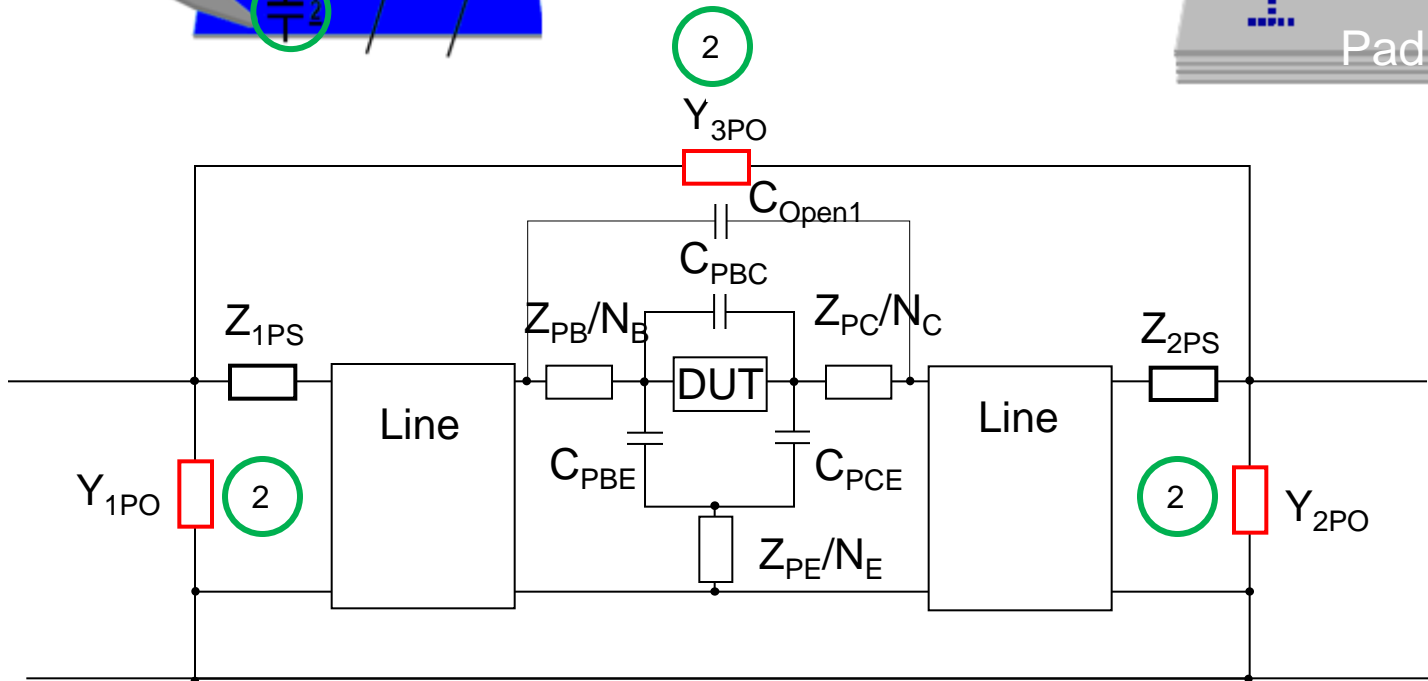 2
Pad
2
Y3PO
COpen1
CPBC
Z1PS
ZPB/NB
ZPC/NC
Z2PS
DUT
Line
Line
CPBE
CPCE
Y1PO
2
2
Y2PO
ZPE/NE